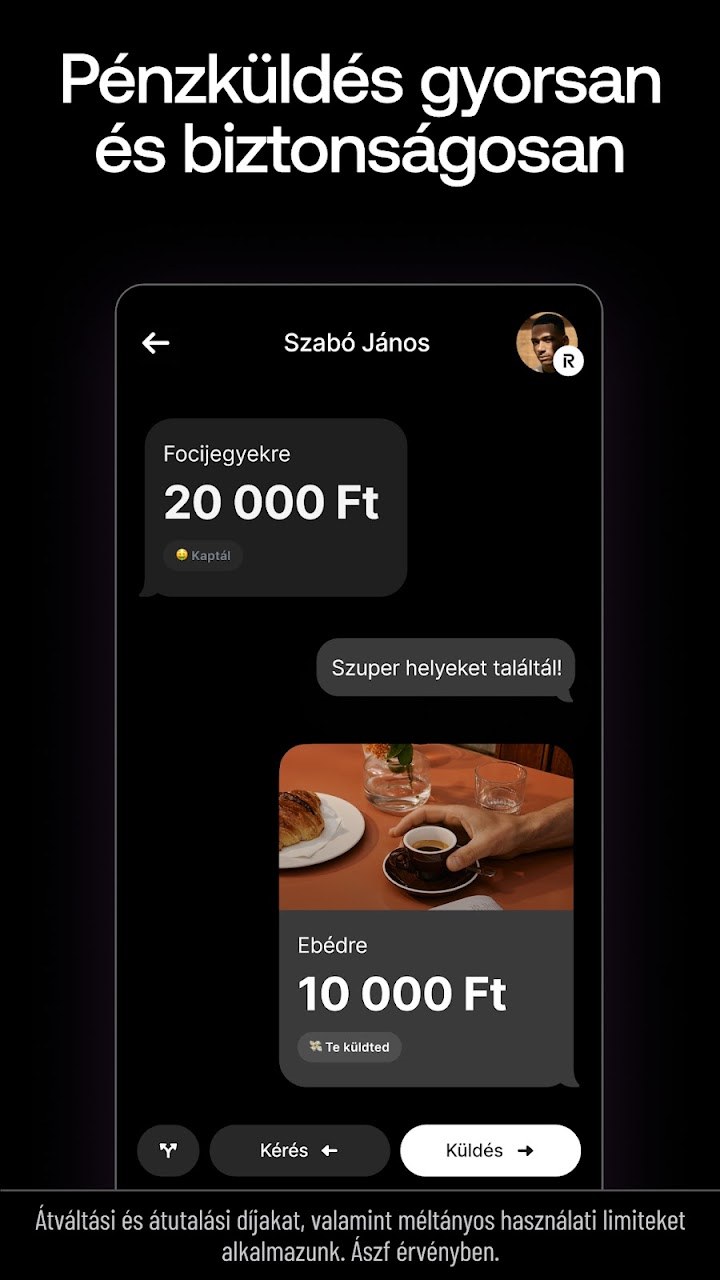 Pénzküldés gyorsan
és biztonságosan
Szabó János
R
Focijegyekre
20 000 Ft
Kaptál
Szuper helyeket találtál!
Ebédre
10 000 Ft
Te küldted
Kérés
Küldés
Átváltási és átutalási díjakat, valamint méltányos használati limiteket
alkalmazunk. Ászf érvényben.